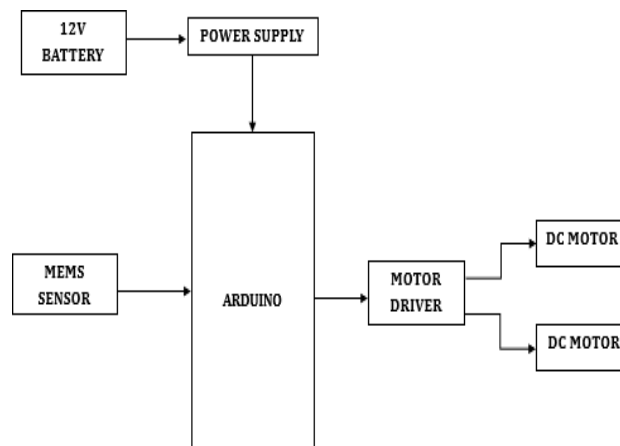 12V
BATTERY
POWER SUPPLY
MEMS
SENSOR
ARDUINO
MOTOR
DRIVER
DC MOTOR
DC MOTOR